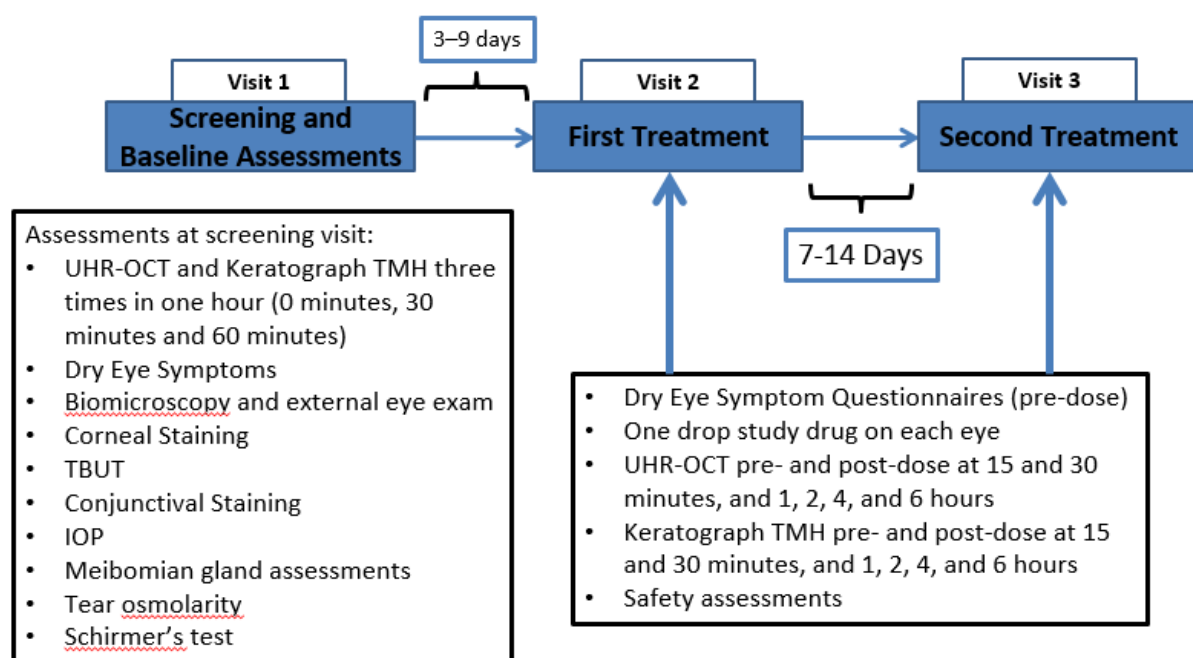 3–9 days
Visit 1
Visit 2
Visit 3
Screening and
Baseline Assessments
First Treatment
Second Treatment
7-14 Days
Assessments at screening visit:
• UHR-OCT and Keratograph TMH three
times in one hour (0 minutes, 30
minutes and 60 minutes)
• Dry Eye Symptoms
• Biomicroscopy and external eye exam
• Corneal Staining
• TBUT
• Conjunctival Staining
• IOP
• Meibomian gland assessments
• Tear osmolarity
• Schirmer’s test
• Dry Eye Symptom Questionnaires (pre-dose)
• One drop study drug on each eye
• UHR-OCT pre- and post-dose at 15 and 30
minutes, and 1, 2, 4, and 6 hours
• Keratograph TMH pre- and post-dose at 15
and 30 minutes, and 1, 2, 4, and 6 hours
• Safety assessments